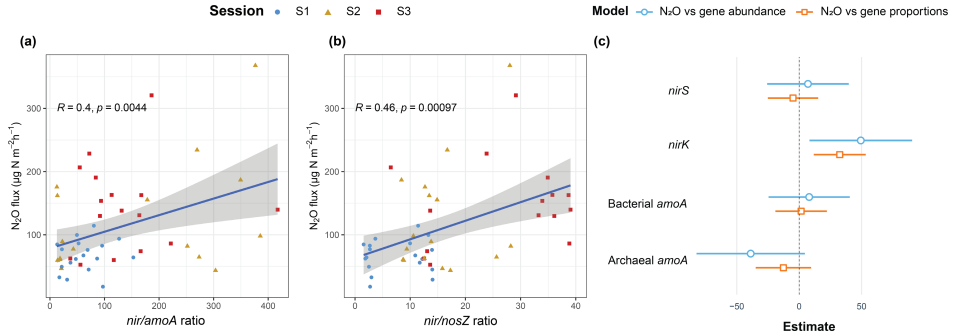 Session S1 S2 S3
Model N₂O vs gene abundance N₂O vs gene proportions
(a)
R = 0.4, p = 0.0044
N₂O flux (µg N m⁻²h⁻¹)
300
200
100
0
0 100 200 300 400
nir/amoA ratio
(b)
R = 0.46, p = 0.00097
N₂O flux (µg N m⁻²h⁻¹)
300
200
100
0
0 10 20 30 40
nir/nosZ ratio
(c)
nirS
nirK
Bacterial amoA
Archaeal amoA
−50 0 50
Estimate